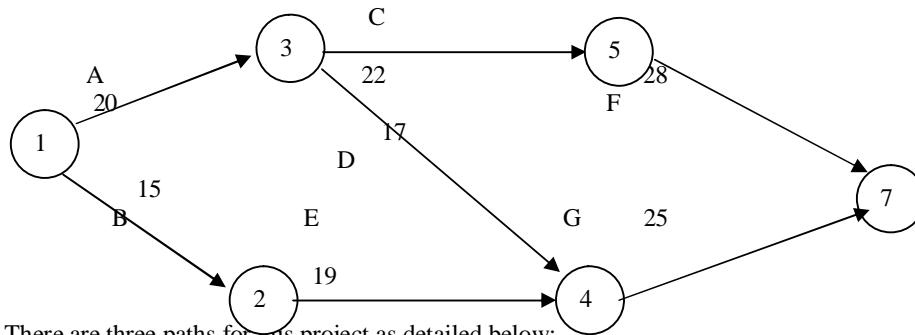 C
3
5
A
22
28
20
F
17
1
D
15
7
B
E
G
25
19
2
4
There are three paths for this project as detailed below: